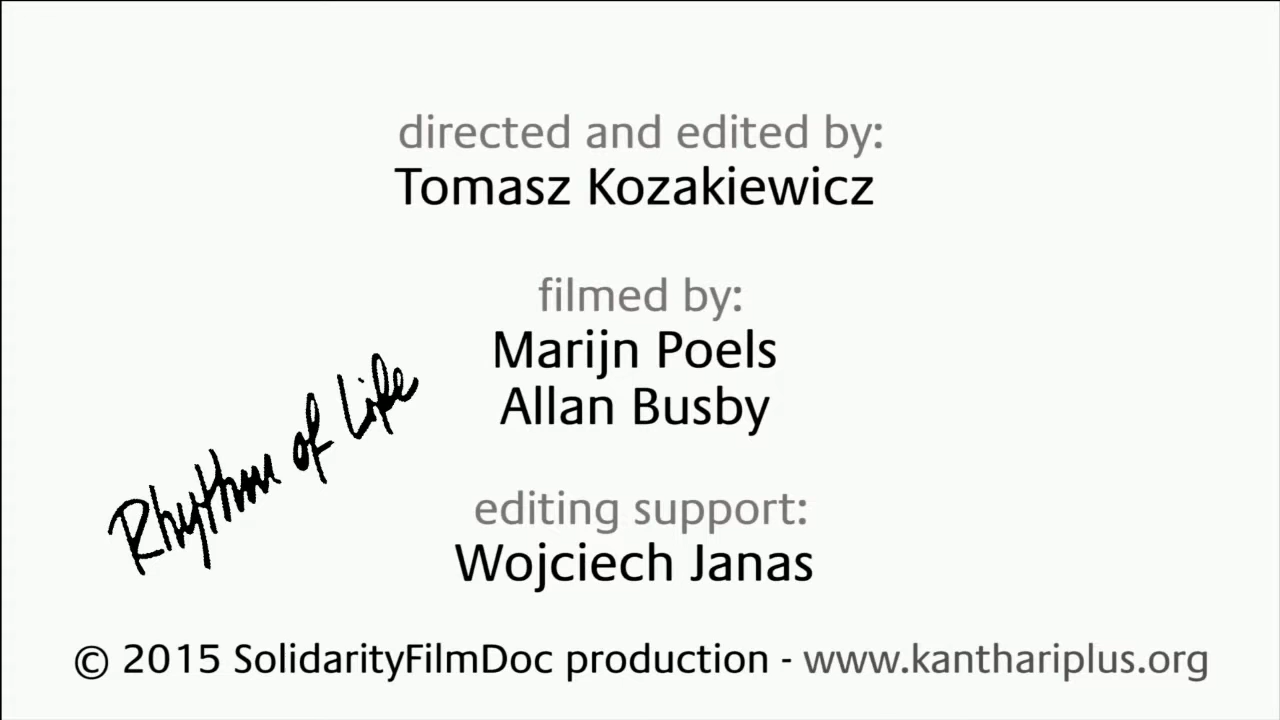 directed and edited by:
Tomasz Kozakiewicz
filmed by:
Marijn Poels
Allan Busby
Rhythm of Life
editing support:
Wojciech Janas
© 2015 SolidarityFilmDoc production - www.kanthariplus.org